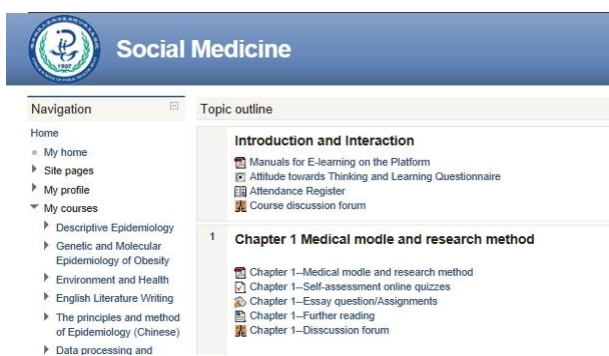 1907
Social Medicine
Navigation
Home
My home
Site pages
My profile
My courses
Descriptive Epidemiology
Genetic and Molecular
Epidemiology of Obesity
Environment and Health
English Literature Writing
The principles and method
of Epidemiology (Chinese)
Data processing and
Topic outline
Introduction and Interaction
Manuals for E-learning on the Platform
Attitude towards Thinking and Learning Questionnaire
Attendance Register
Course discussion forum
1
Chapter 1 Medical modle and research method
Chapter 1--Medical modle and research method
Chapter 1--Self-assessment online quizzes
Chapter 1--Essay question/Assignments
Chapter 1--Further reading
Chapter 1--Disscussion forum